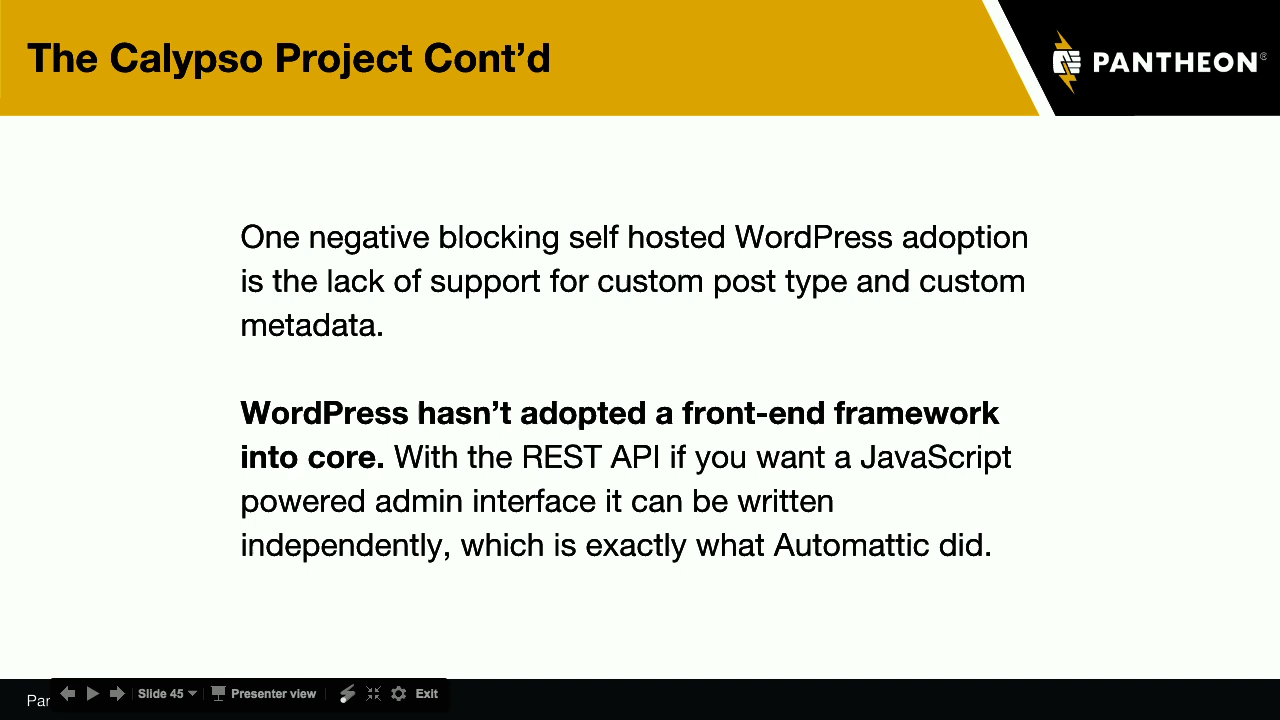 The Calypso Project Cont’d
PANTHEON®
One negative blocking self hosted WordPress adoption
is the lack of support for custom post type and custom
metadata.
WordPress hasn’t adopted a front-end framework
into core. With the REST API if you want a JavaScript
powered admin interface it can be written
independently, which is exactly what Automattic did.
Slide 45 Presenter view Exit